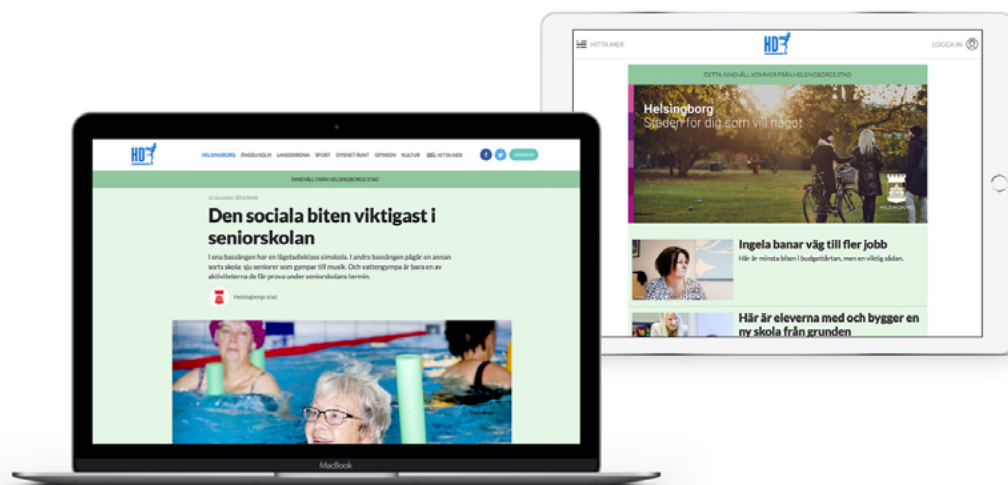 HD
HELSINGBORG ÄNGELHOLM LANDSKRONA SPORT DYGNET RUNT OPINION KULTUR HITTA MER
LOGGA IN
INNEHÅLL FRÅN HELSINGBORGS STAD
Den sociala biten viktigast i
seniorskolan
I ena bassängen har en lågstadieklass simskola. I andra bassängen pågår en annan
sorts skola: sju seniorer som gympar till musik. Och vattengympa är bara en av
aktiviteterna de får prova under seniorskolans termin.
Helsingborgs stad
MacBook
HITTA MER
HD
LOGGA IN
DETTA INNEHÅLL KOMMER FRÅN HELSINGBORGS STAD
Helsingborg
Staden för dig som vill något
HELSINGBORG
Ingela banar väg till fler jobb
Här är minsta biten i budgettårtan, men en viktig sådan.
Här är eleverna med och bygger en
ny skola från grunden